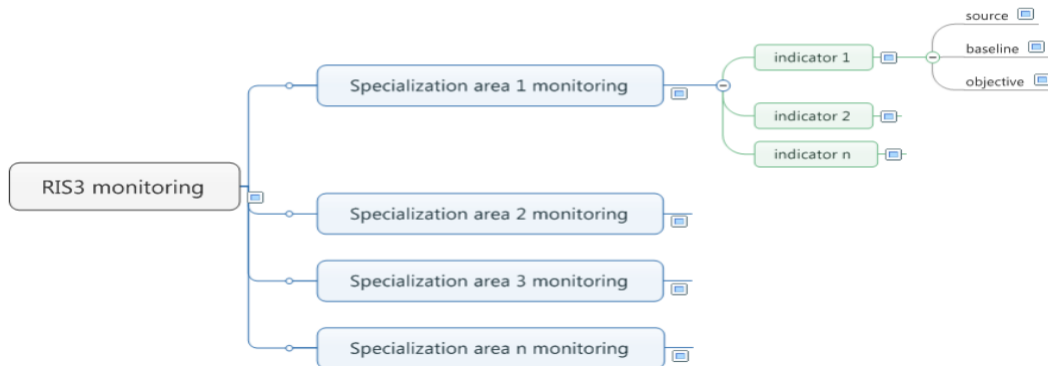 source
indicator 1
baseline
Specialization area 1 monitoring
objective
indicator 2
indicator n
RIS3 monitoring
Specialization area 2 monitoring
Specialization area 3 monitoring
Specialization area n monitoring